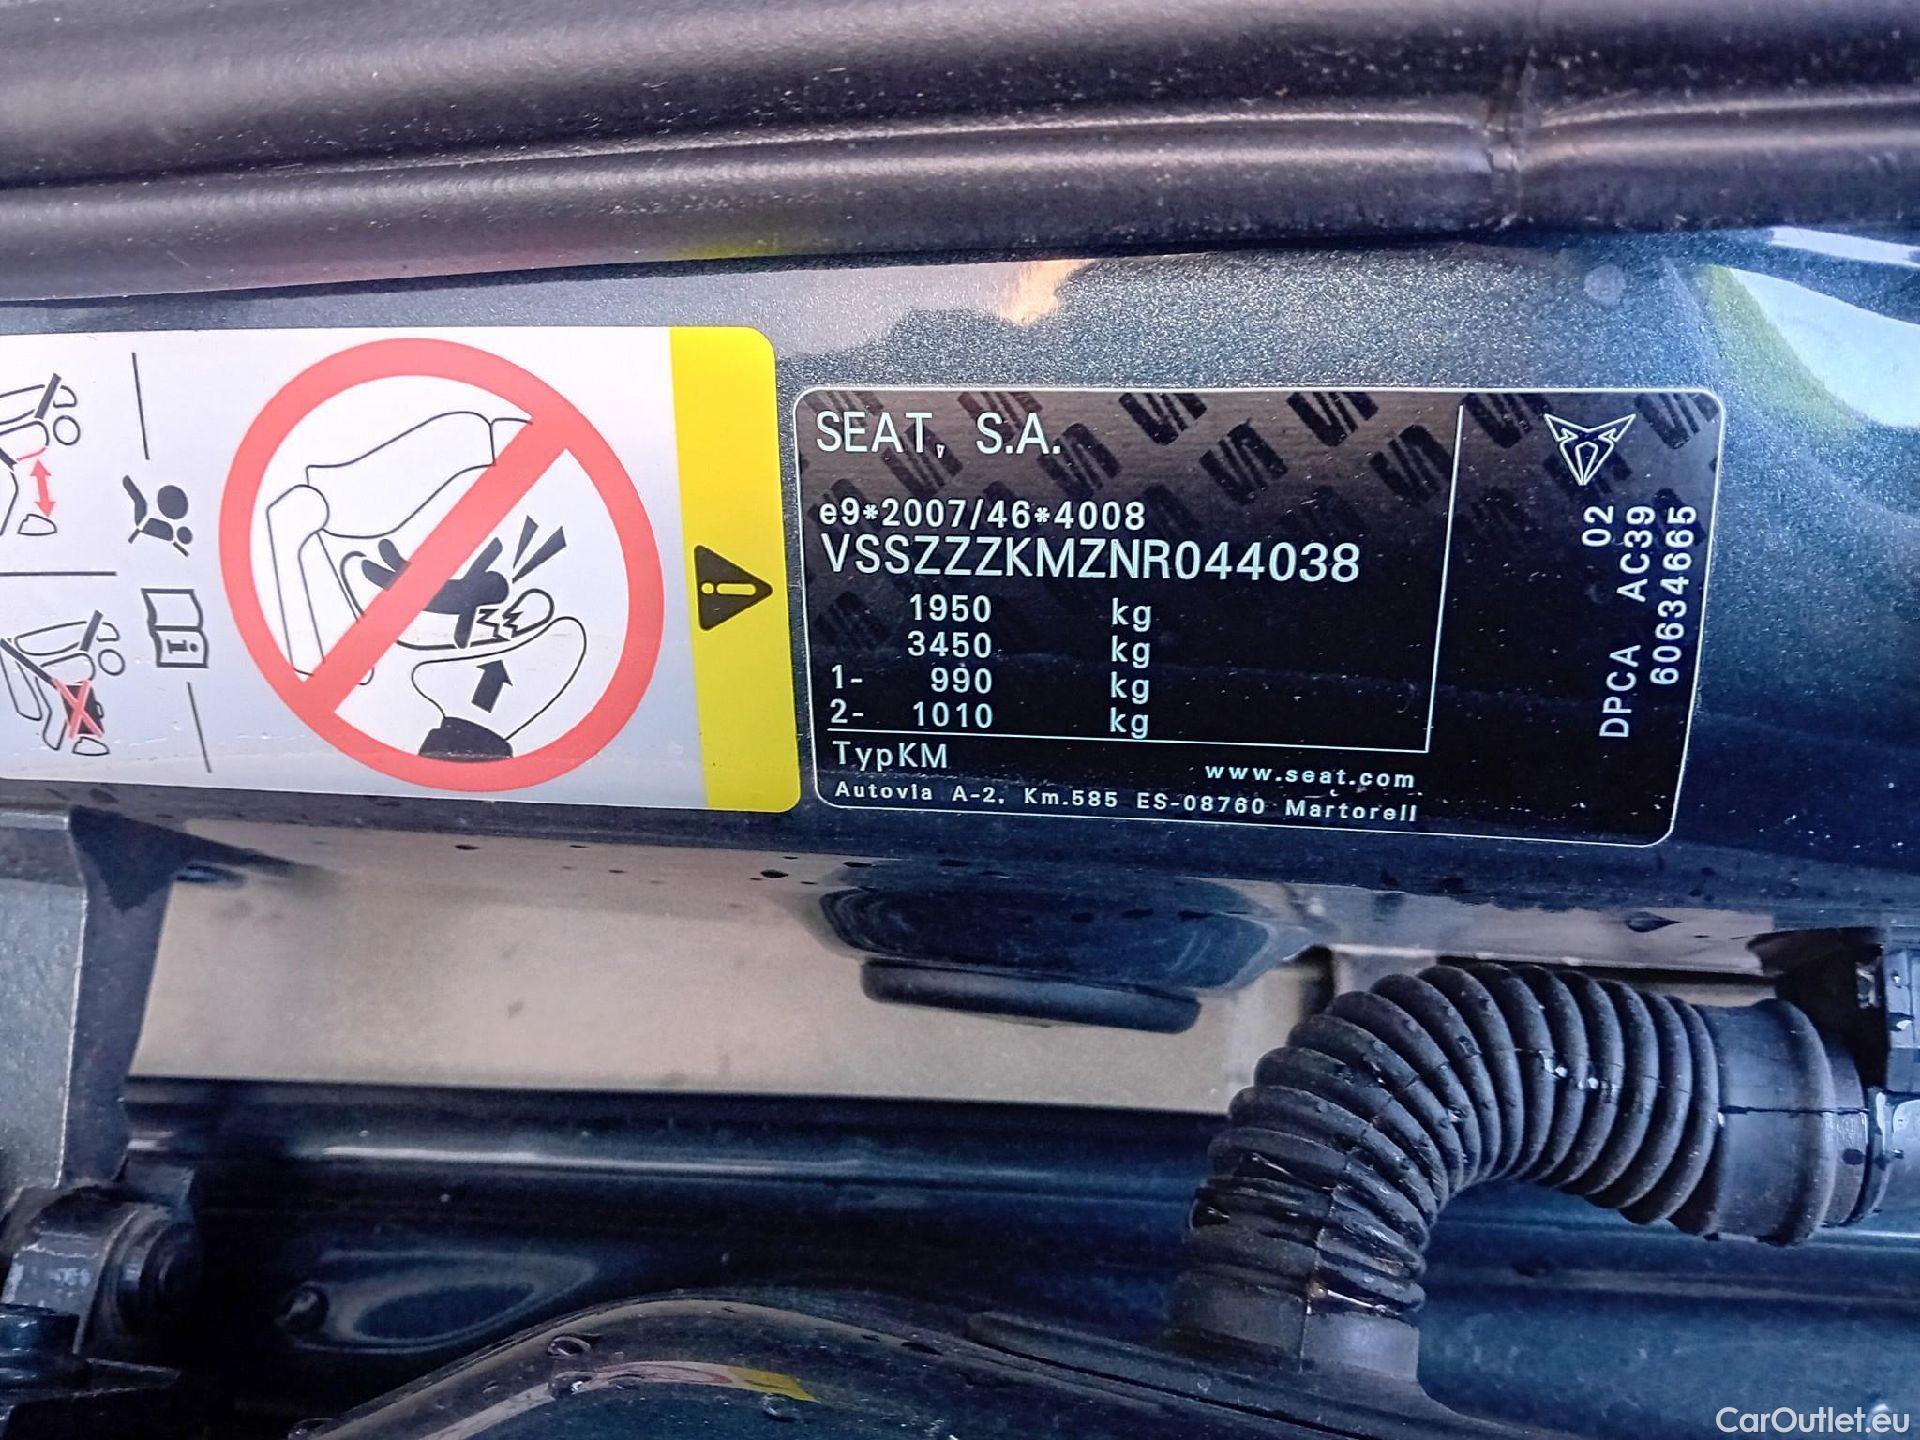 SEAT, S.A.
e9*2007/46*4008
VSSZZZKMZNR044038
1950 kg
3450 kg
1- 990 kg
2- 1010 kg
TypKM
www.seat.com
Autovia A-2, Km.585 ES-08760 Martorell
02
DPCA AC39
60634665
CarOutlet.eu